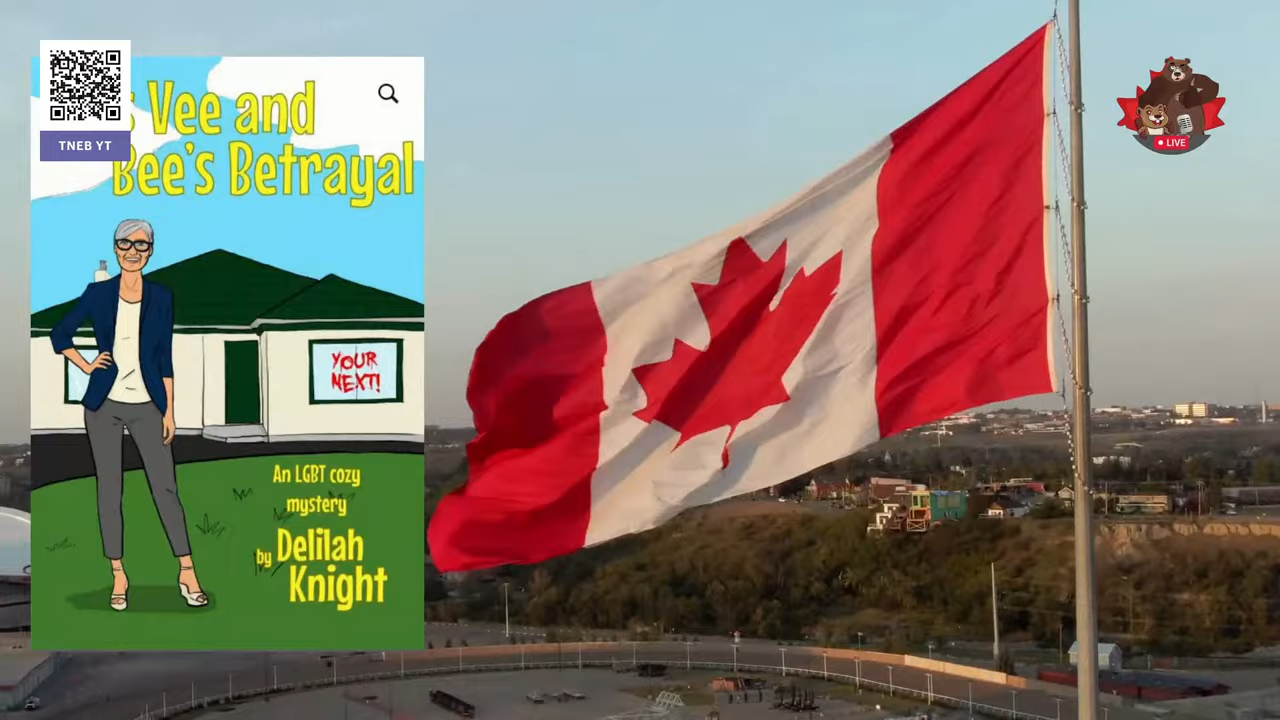 Vee and
Bee's Betrayal
TNEB YT
LIVE
YOUR
NEXT!
An LGBT cozy
mystery
by Delilah
Knight